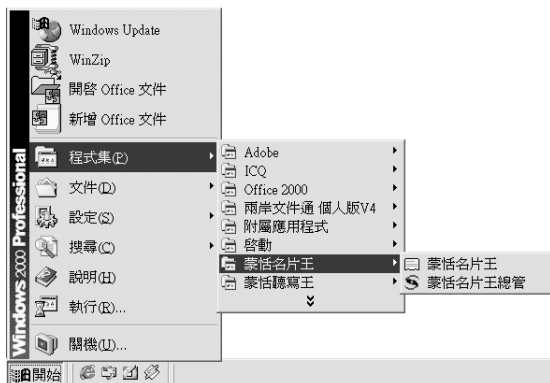 Windows Update
WinZip
開啓 Office 文件
新增 Office 文件
程式集(P)
文件(D)
設定(S)
搜尋(C)
說明(H)
執行(R)...
關機(U)...
Windows 2000 Professional
Adobe
ICQ
Office 2000
兩岸文件通 個人版V4
附屬應用程式
啓動
蒙恬名片王
蒙恬聽寫王
蒙恬名片王
蒙恬名片王總管
開始